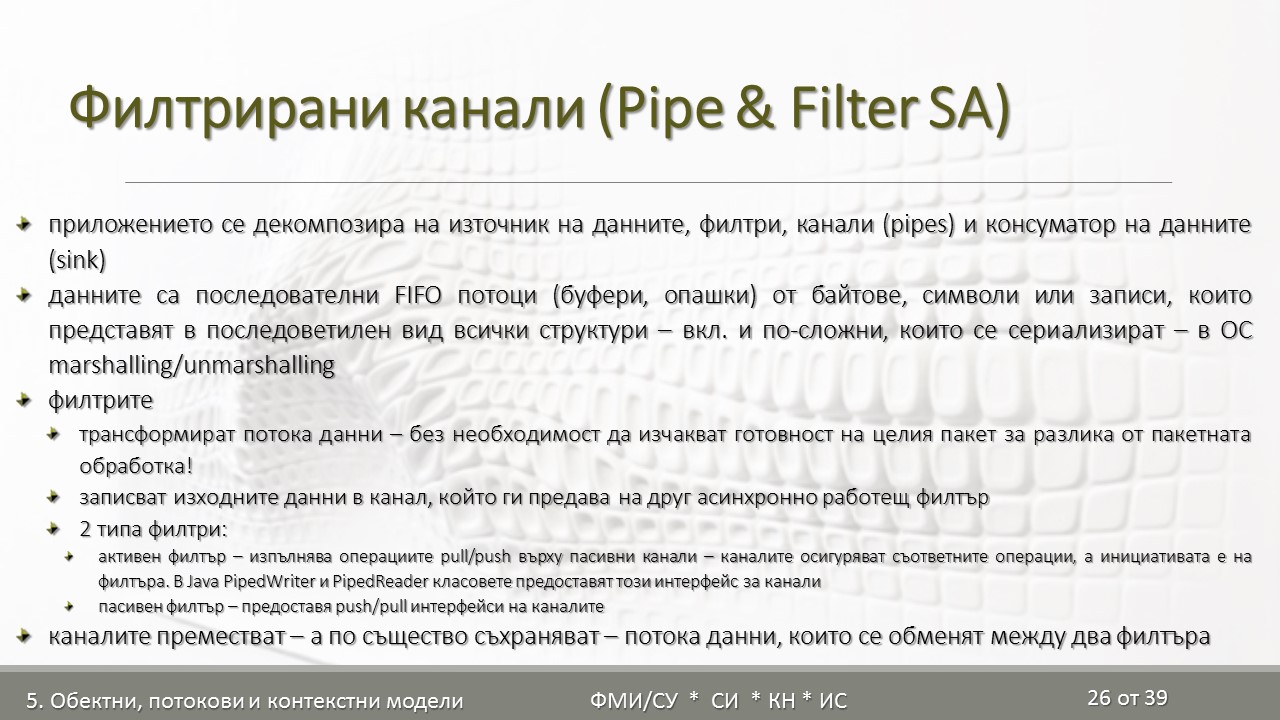 Филтрирани канали (Pipe & Filter SA)
приложението се декомпозира на източник на данните, филтри, канали (pipes) и консуматор на данните
(sink)
данните са последователни FIFO потоци (буфери, опашки) от байтове, символи или записи, които
представят в последоветилен вид всички структури – вкл. и по-сложни, които се сериализират – в ОС
marshalling/unmarshalling
филтрите
трансформират потока данни – без необходимост да изчакват готовност на целия пакет за разлика от пакетната
обработка!
записват изходните данни в канал, който ги предава на друг асинхронно работещ филтър
2 типа филтри:
активен филтър – изпълнява операциите pull/push върху пасивни канали – каналите осигуряват съответните операции, а инициативата е на
филтъра. В Java PipedWriter и PipedReader класовете предоставят този интерфейс за канали
пасивен филтър – предоставя push/pull интерфейси на каналите
каналите преместват – а по същество съхраняват – потока данни, които се обменят между два филтъра
5. Обектни, потокови и контекстни модели
ФМИ/СУ * СИ * КН * ИС
26 от 39